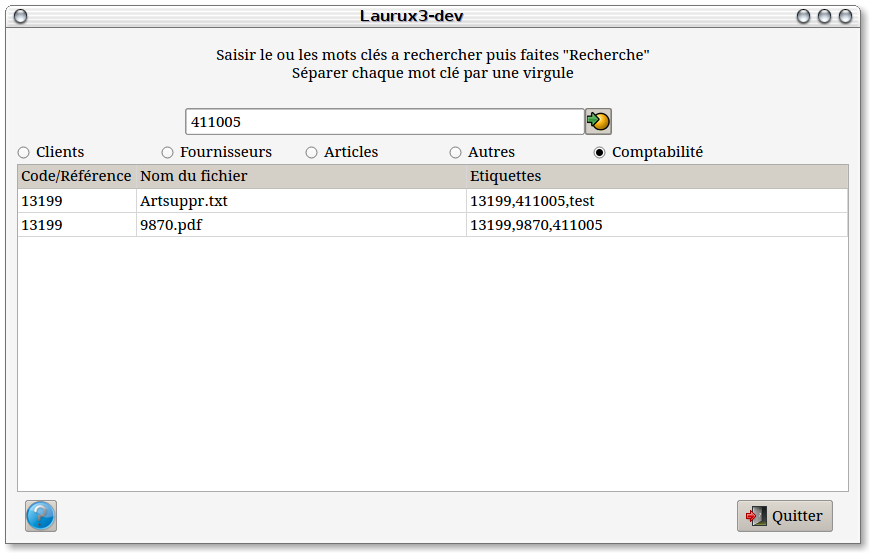 Laurux3-dev
Saisir le ou les mots clés a rechercher puis faites "Recherche"
Séparer chaque mot clé par une virgule
411005
Clients Fournisseurs Articles Autres Comptabilité
Code/Référence Nom du fichier Etiquettes
13199 Artsuppr.txt 13199,411005,test
13199 9870.pdf 13199,9870,411005
? Quitter